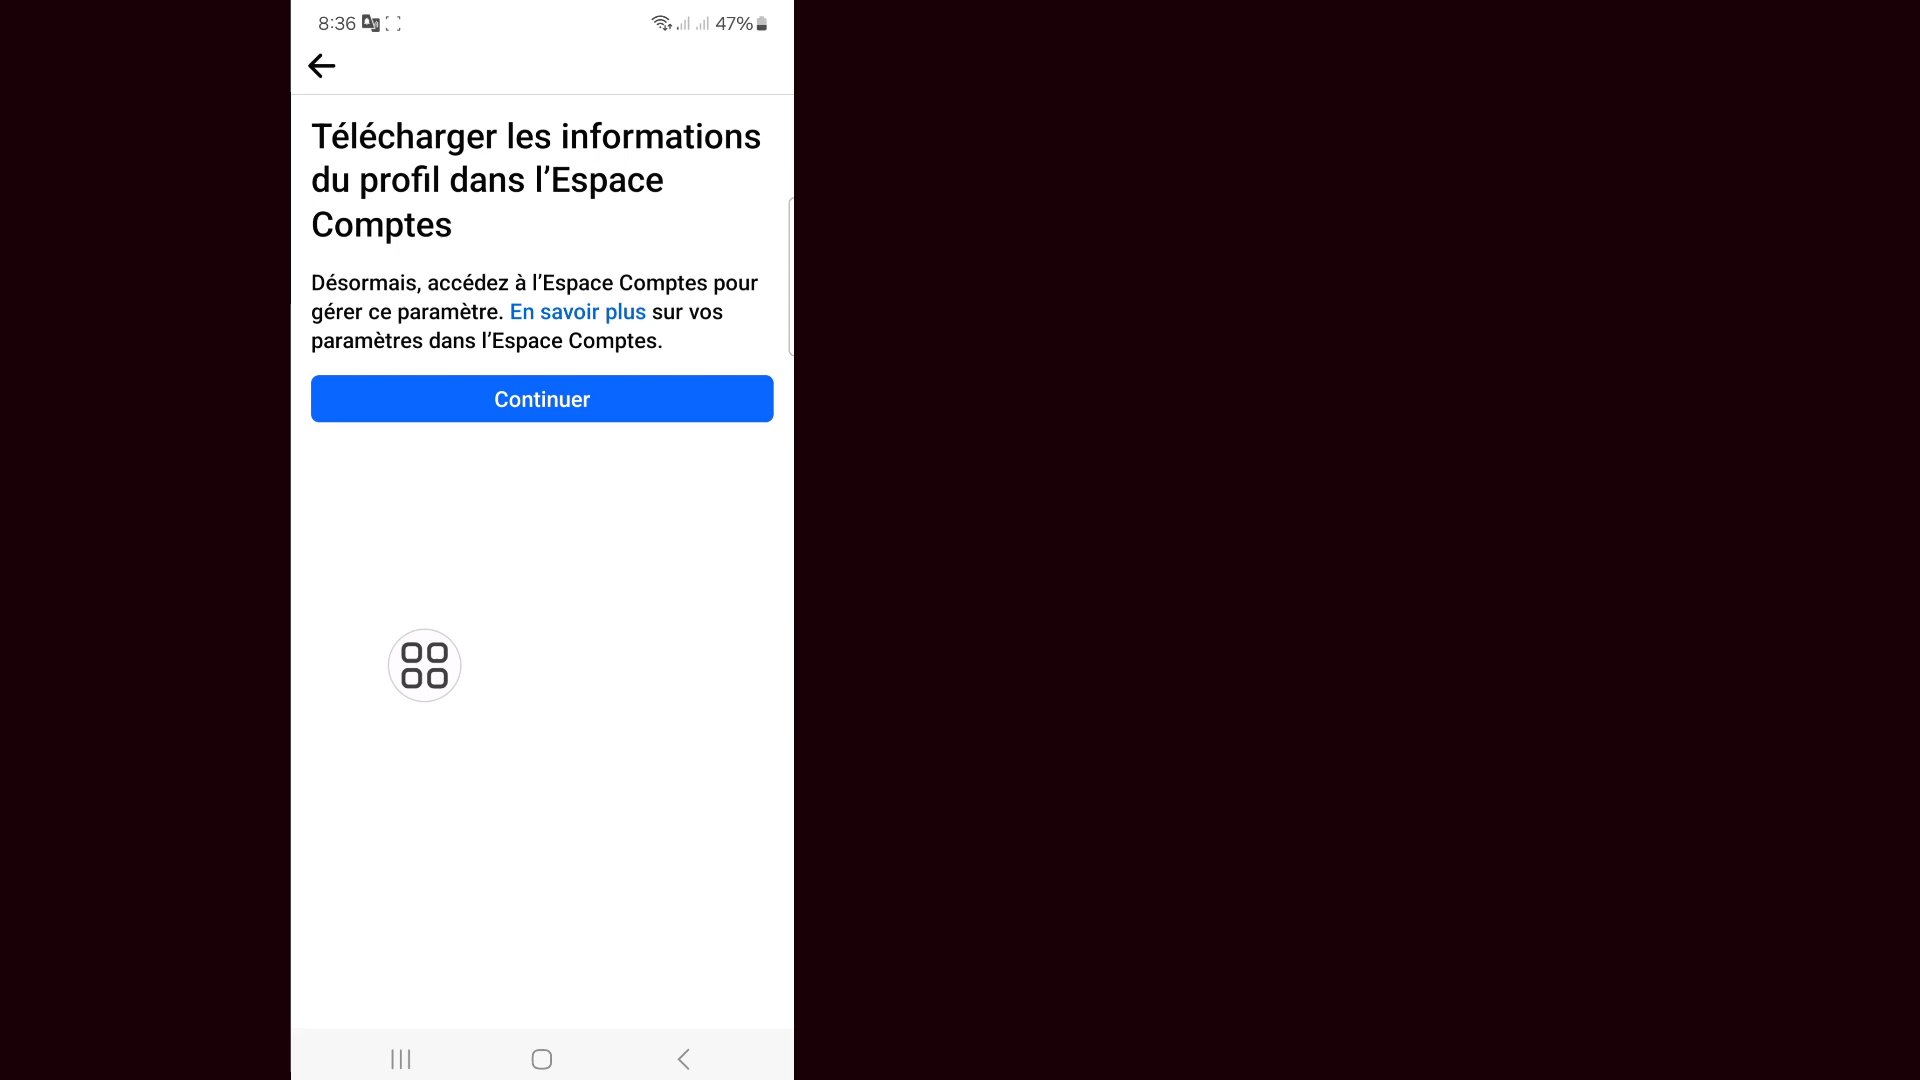 8:36
47%
Télécharger les informations
du profil dans l’Espace
Comptes
Désormais, accédez à l’Espace Comptes pour
gérer ce paramètre. En savoir plus sur vos
paramètres dans l’Espace Comptes.
Continuer